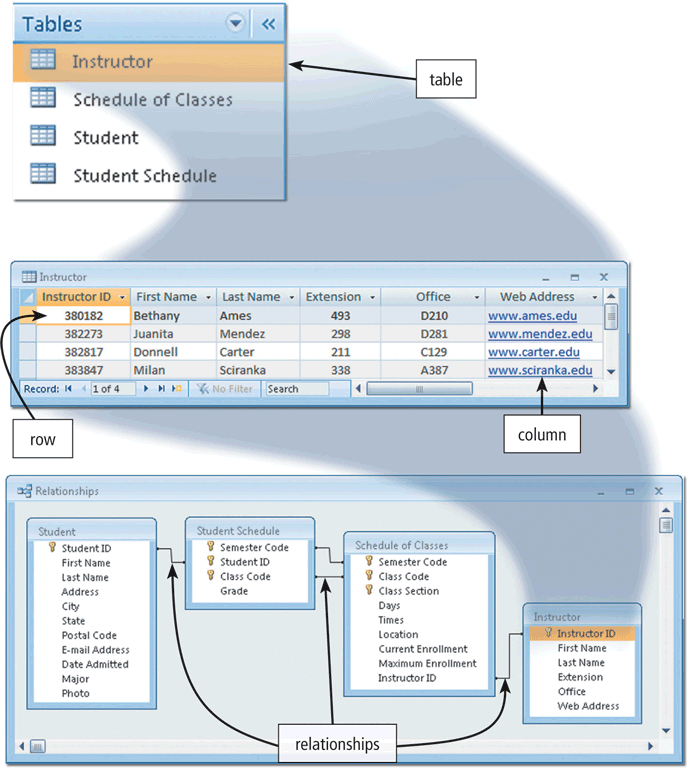 Tables
Instructor
Schedule of Classes
Student
Student Schedule
table
Instructor
Instructor ID First Name Last Name Extension Office Web Address
380182 Bethany Ames 493 D210 www.ames.edu
382273 Juanita Mendez 298 D281 www.mendez.edu
382817 Donnell Carter 211 C129 www.carter.edu
383847 Milan Sciranka 338 A387 www.sciranka.edu
Record: 1 of 4 No Filter Search
row
column
Relationships
Student
Student ID
First Name
Last Name
Address
City
State
Postal Code
E-mail Address
Date Admitted
Major
Photo
Student Schedule
Semester Code
Student ID
Class Code
Grade
Schedule of Classes
Semester Code
Class Code
Class Section
Days
Times
Location
Current Enrollment
Maximum Enrollment
Instructor ID
Instructor
Instructor ID
First Name
Last Name
Extension
Office
Web Address
relationships